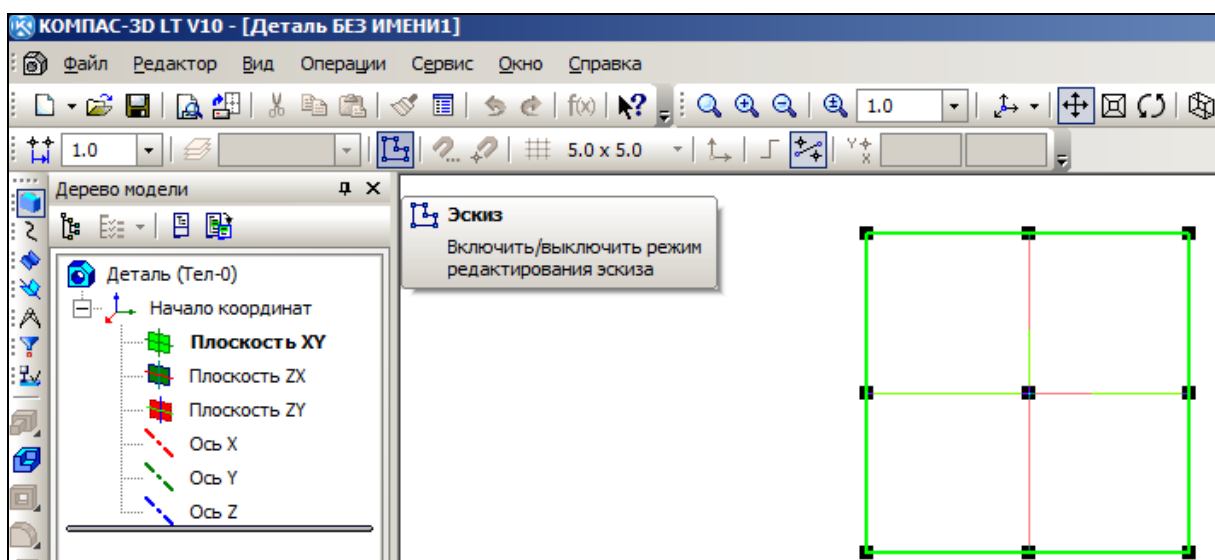 КОМПАС-3D LT V10 - [Деталь БЕЗ ИМЕНИ1]
Файл Редактор Вид Операции Сервис Окно Справка
f(x) 1.0
1.0 5.0 x 5.0
Дерево модели
Деталь (Тел-0)
Начало координат
Плоскость XY
Плоскость ZX
Плоскость ZY
Ось X
Ось Y
Ось Z
Эскиз
Включить/выключить режим
редактирования эскиза